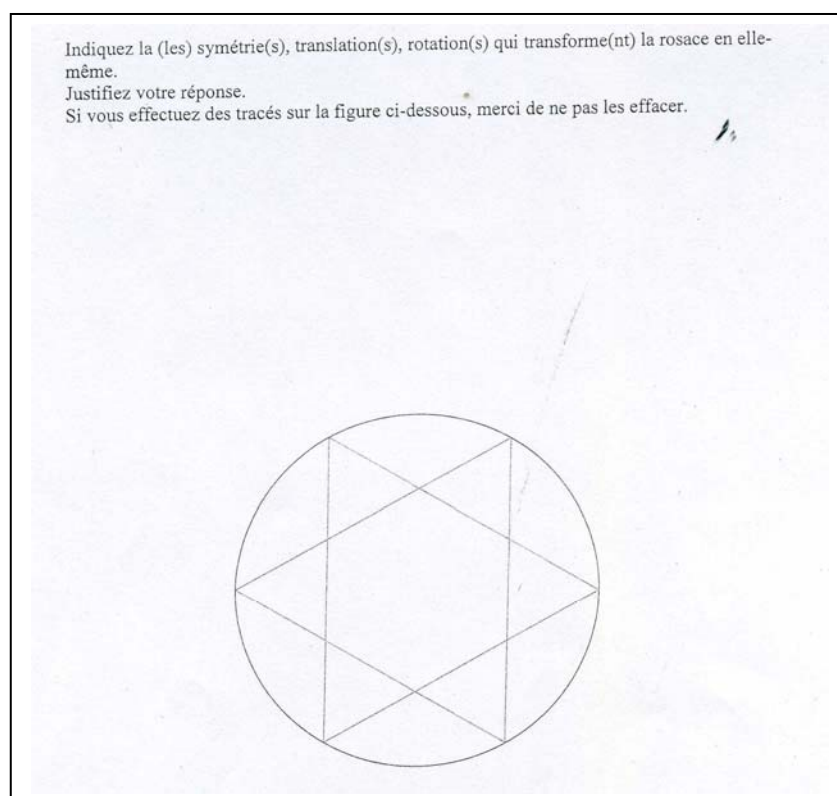 Indiquez la (les) symétrie(s), translation(s), rotation(s) qui transforme(nt) la rosace en elle-
même.
Justifiez votre réponse.
Si vous effectuez des tracés sur la figure ci-dessous, merci de ne pas les effacer.